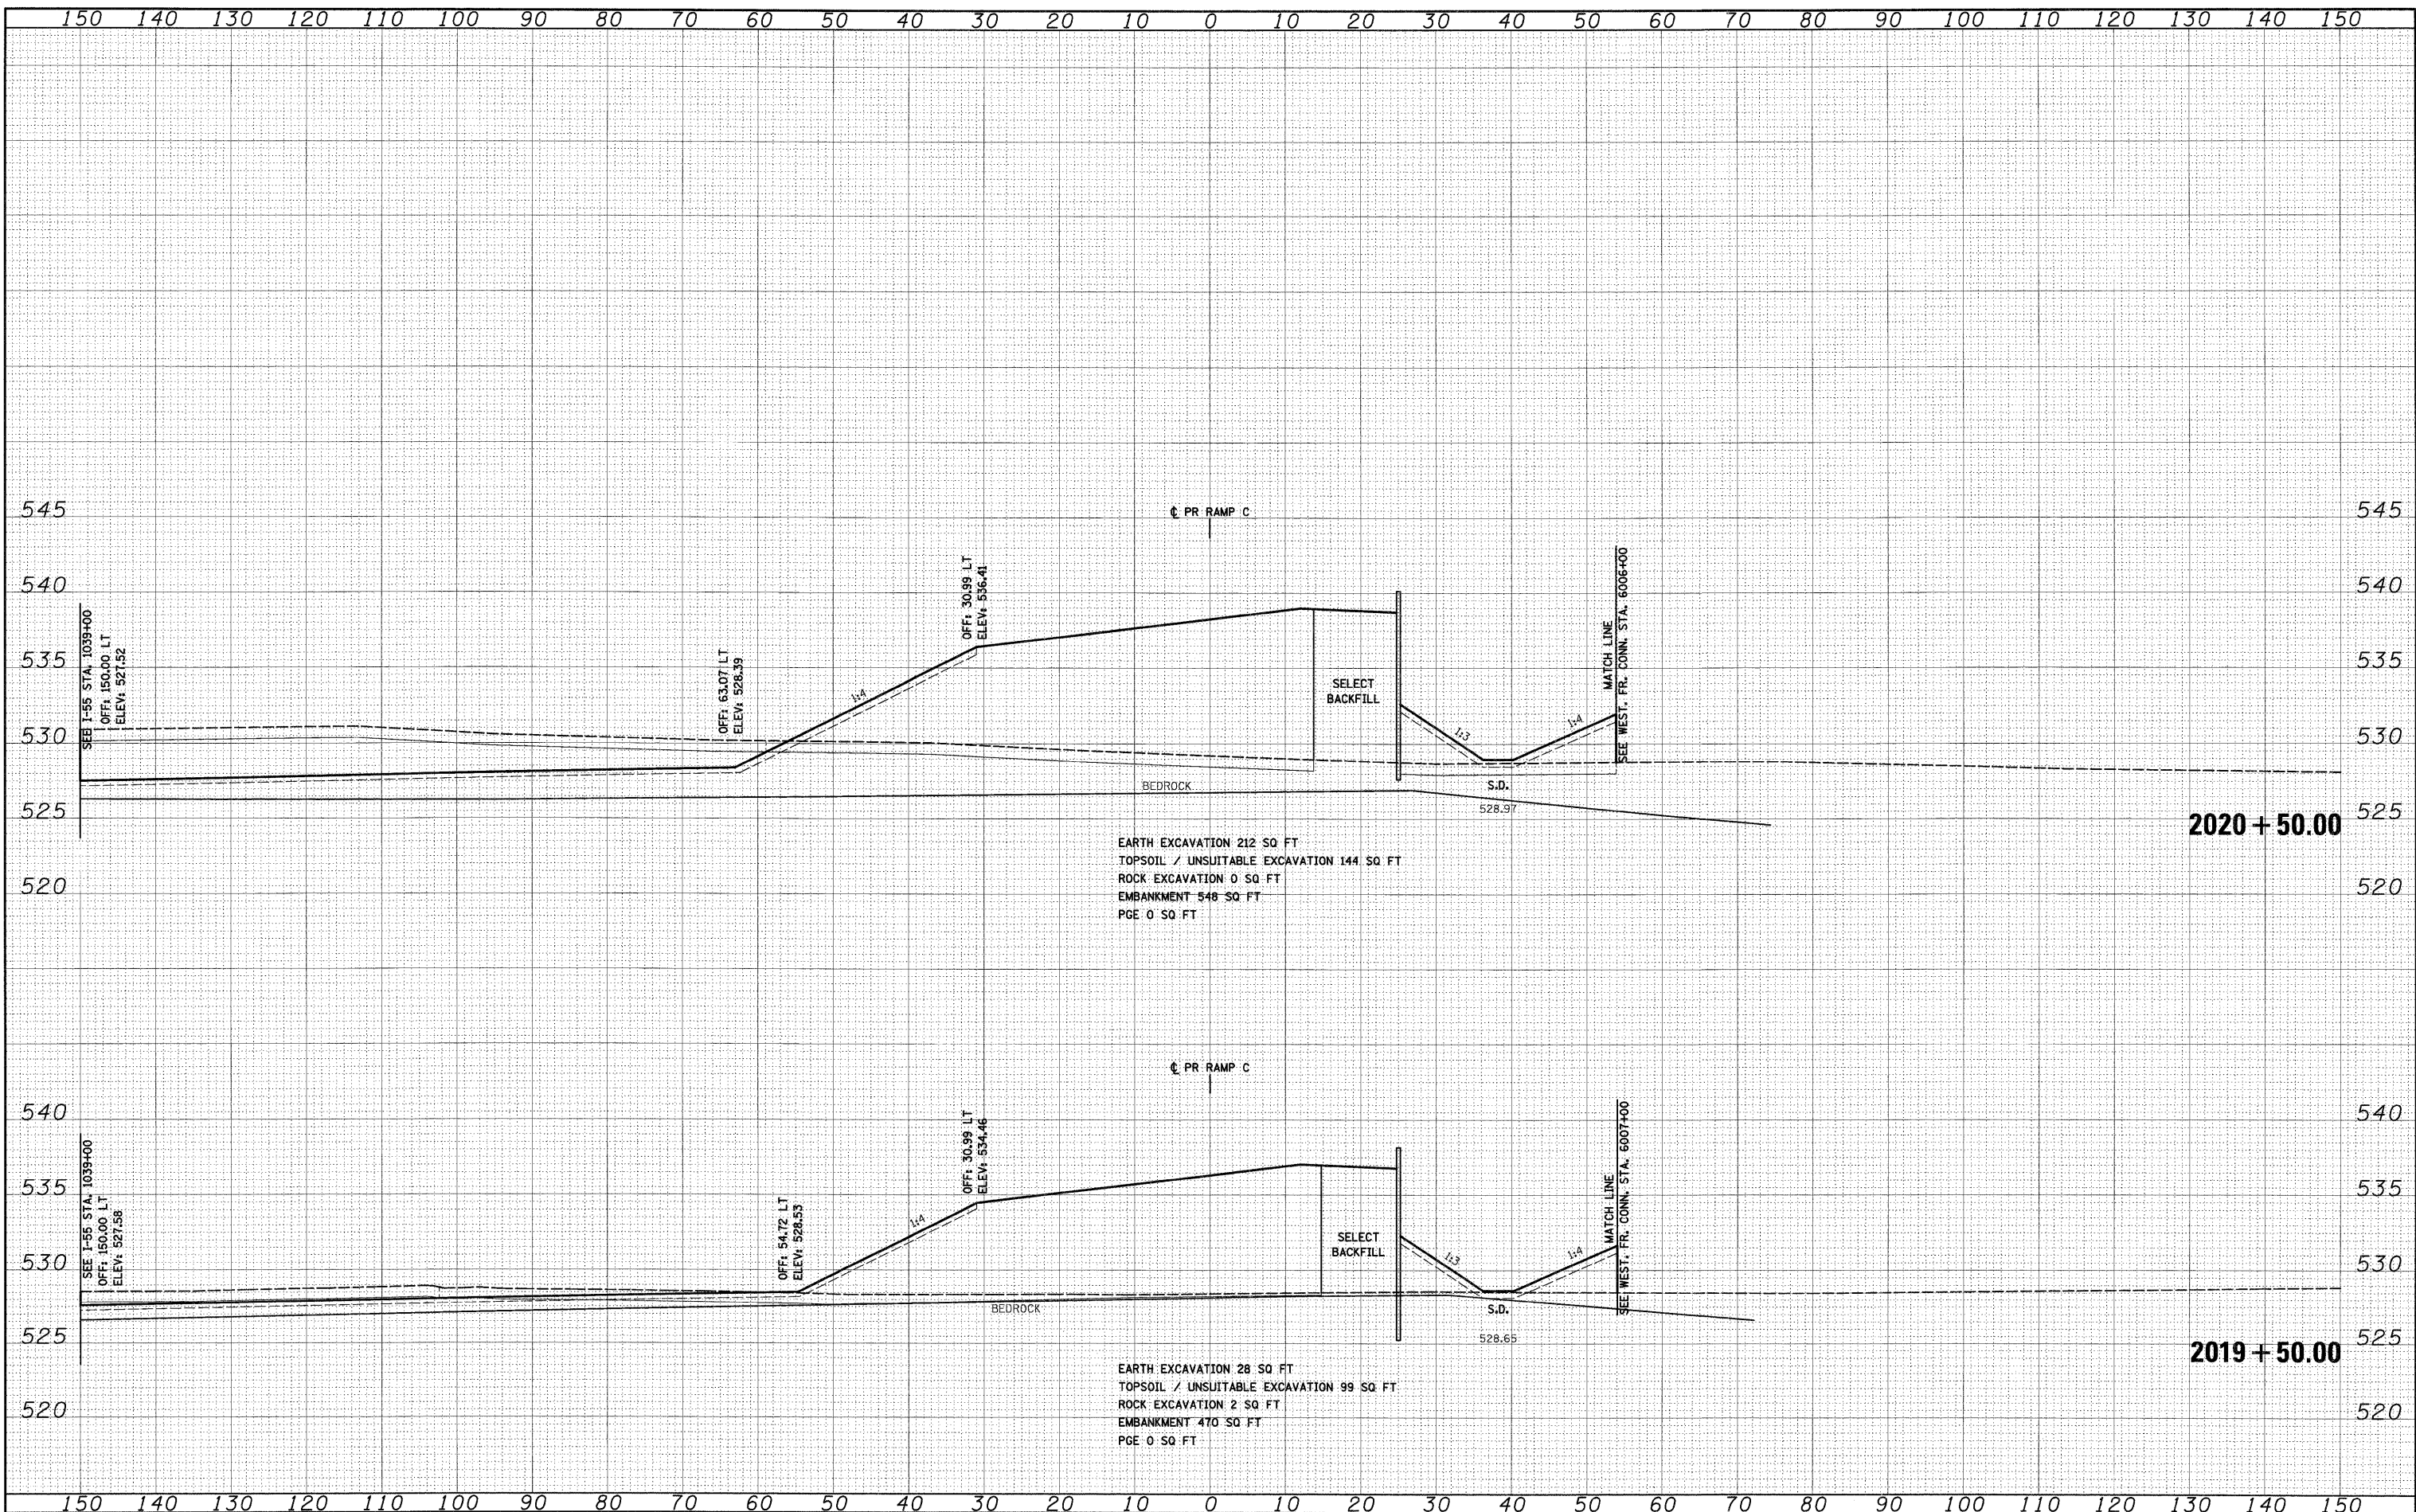 150 140 130 120 110 100 90 80 70 60 50 40 30 20 10 0 10 20 30 40 50 60 70 80 90 100 110 120 130 140 150
545 545
℄ PR RAMP C
540 540
535 535
530 530
525 525
520 520
SEE I-55 STA. 1039+00
OFF: 150.00 LT
ELEV: 527.52
OFF: 63.07 LT
ELEV: 528.39
1:4
OFF: 30.99 LT
ELEV: 536.41
SELECT
BACKFILL
1:3
1:4
MATCH LINE
SEE WEST. FR. CONN. STA. 6006+00
BEDROCK
S.D.
528.97
2020+50.00
EARTH EXCAVATION 212 SQ FT
TOPSOIL / UNSUITABLE EXCAVATION 144 SQ FT
ROCK EXCAVATION 0 SQ FT
EMBANKMENT 548 SQ FT
PGE 0 SQ FT
℄ PR RAMP C
540 540
535 535
530 530
525 525
520 520
SEE I-55 STA. 1039+00
OFF: 150.00 LT
ELEV: 527.58
OFF: 54.72 LT
ELEV: 528.53
1:4
OFF: 30.99 LT
ELEV: 534.46
SELECT
BACKFILL
1:3
1:4
MATCH LINE
SEE WEST. FR. CONN. STA. 6007+00
BEDROCK
S.D.
528.65
2019+50.00
EARTH EXCAVATION 28 SQ FT
TOPSOIL / UNSUITABLE EXCAVATION 99 SQ FT
ROCK EXCAVATION 2 SQ FT
EMBANKMENT 470 SQ FT
PGE 0 SQ FT
150 140 130 120 110 100 90 80 70 60 50 40 30 20 10 0 10 20 30 40 50 60 70 80 90 100 110 120 130 140 150